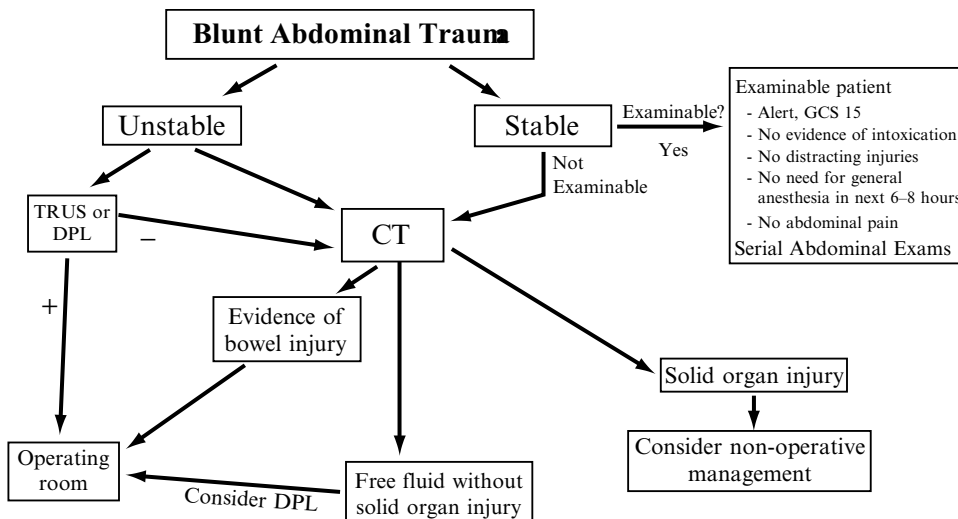 Blunt Abdominal Trauma
Unstable
Stable
Examinable?
Yes
Examinable patient
- Alert, GCS 15
- No evidence of intoxication
- No distracting injuries
- No need for general
anesthesia in next 6–8 hours
- No abdominal pain
Serial Abdominal Exams
Not
Examinable
TRUS or
DPL
–
CT
+
Evidence of
bowel injury
Solid organ injury
Consider non-operative
management
Operating
room
Consider DPL
Free fluid without
solid organ injury